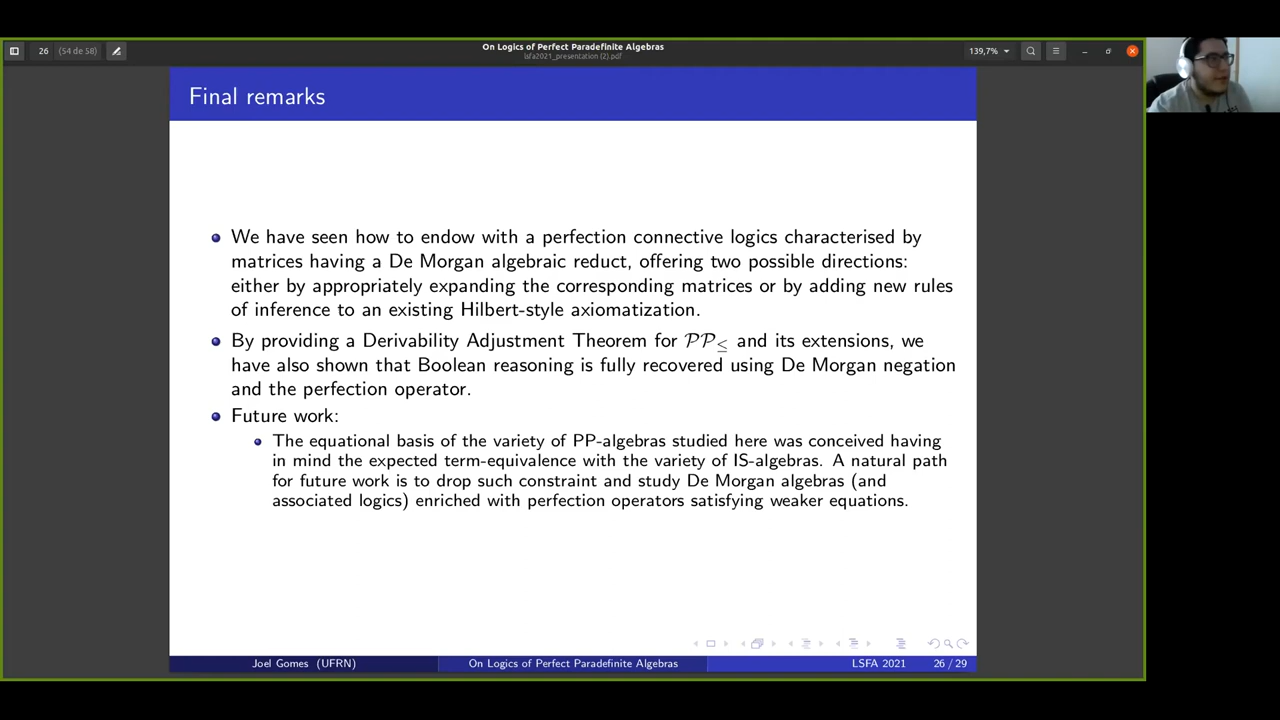 26 (54 de 58)
On Logics of Perfect Paradefinite Algebras
lsfa2021_presentation (2).pdf
139,7%
Final remarks
We have seen how to endow with a perfection connective logics characterised by
matrices having a De Morgan algebraic reduct, offering two possible directions:
either by appropriately expanding the corresponding matrices or by adding new rules
of inference to an existing Hilbert-style axiomatization.
By providing a Derivability Adjustment Theorem for 𝒫𝒫≤ and its extensions, we
have also shown that Boolean reasoning is fully recovered using De Morgan negation
and the perfection operator.
Future work:
The equational basis of the variety of PP-algebras studied here was conceived having
in mind the expected term-equivalence with the variety of IS-algebras. A natural path
for future work is to drop such constraint and study De Morgan algebras (and
associated logics) enriched with perfection operators satisfying weaker equations.
Joel Gomes (UFRN) On Logics of Perfect Paradefinite Algebras LSFA 2021 26 / 29